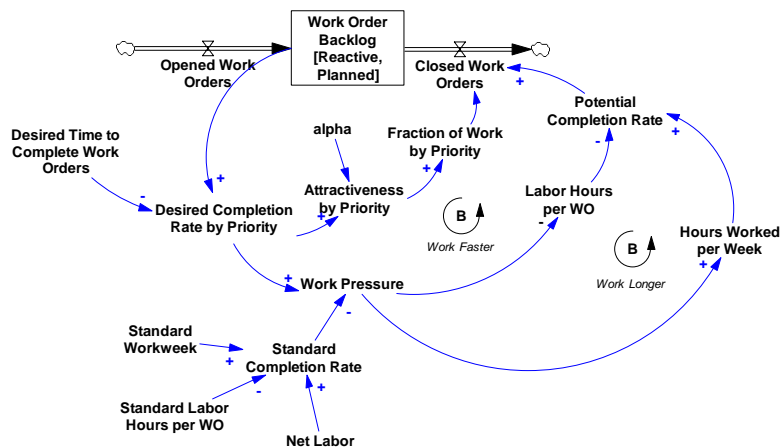 Work Order
Backlog
[Reactive,
Planned]
Opened Work
Orders
Closed Work
Orders
+
Potential
Completion Rate
+
-
Desired Time to
Complete Work
Orders
alpha
Fraction of Work
by Priority
+
+
-
Attractiveness
by Priority
+
Desired Completion
Rate by Priority
Labor Hours
per WO
-
B
Work Faster
B
Work Longer
Hours Worked
per Week
+
+
Work Pressure
-
Standard
Workweek
+
Standard
Completion Rate
-
+
Standard Labor
Hours per WO
Net Labor